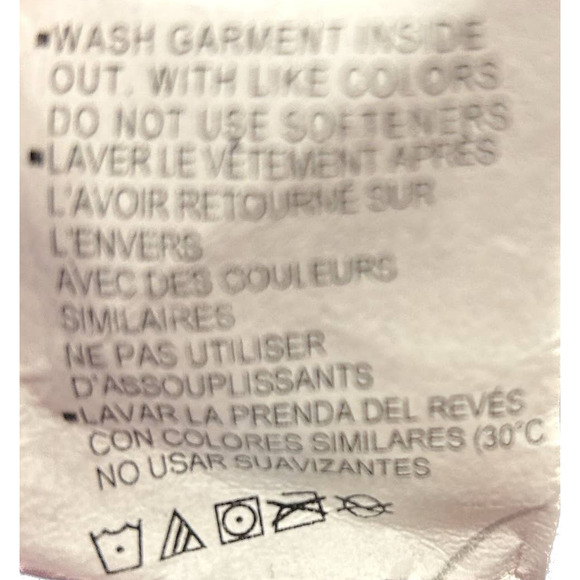 ▪WASH GARMENT INSIDE
OUT, WITH LIKE COLORS
DO NOT USE SOFTENERS
▪LAVER LE VÊTEMENT APRÈS
L'AVOIR RETOURNÉ SUR
L'ENVERS
AVEC DES COULEURS
SIMILAIRES
NE PAS UTILISER
D'ASSOUPLISSANTS
▪LAVAR LA PRENDA DEL REVÉS
CON COLORES SIMILARES (30°C
NO USAR SUAVIZANTES